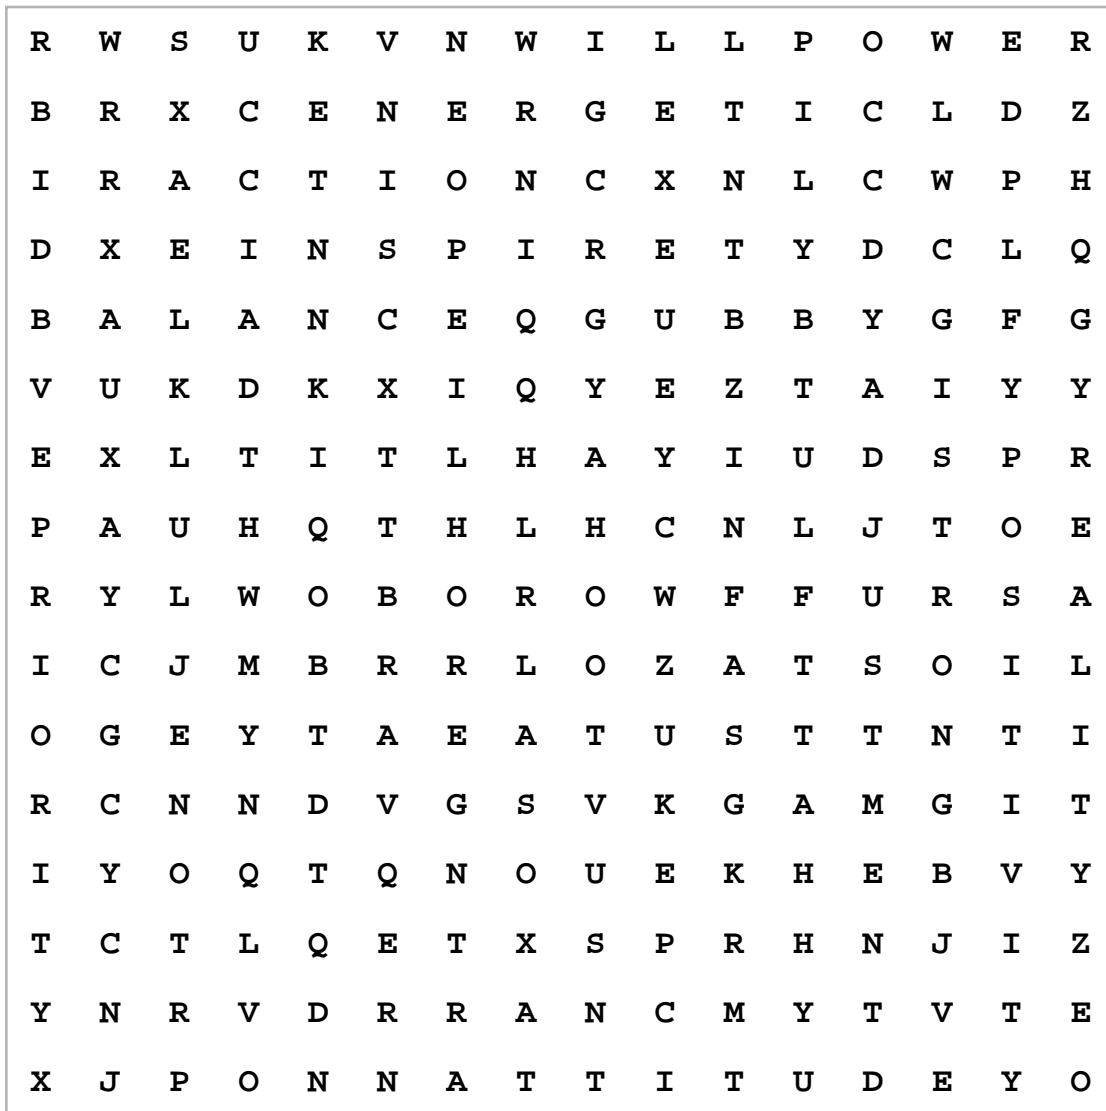 R W S U K V N W I L L P O W E R
B R X C E N E R G E T I C L D Z
I R A C T I O N C X N L C W P H
D X E I N S P I R E T Y D C L Q
B A L A N C E Q G U B B Y G F G
V U K D K X I Q Y E Z T A I Y Y
E X L T I T L H A Y I U D S P R
P A U H Q T H L H C N L J T O E
R Y L W O B O R O W F F U R S A
I C J M B R R L O Z A T S O I L
O G E Y T A E A T U S T T N T I
R C N N D V G S V K G A M G I T
I Y O Q T Q N O U E K H E B V Y
T C T L Q E T X S P R H N J I Z
Y N R V D R R A N C M Y T V T E
X J P O N N A T T I T U D E Y O